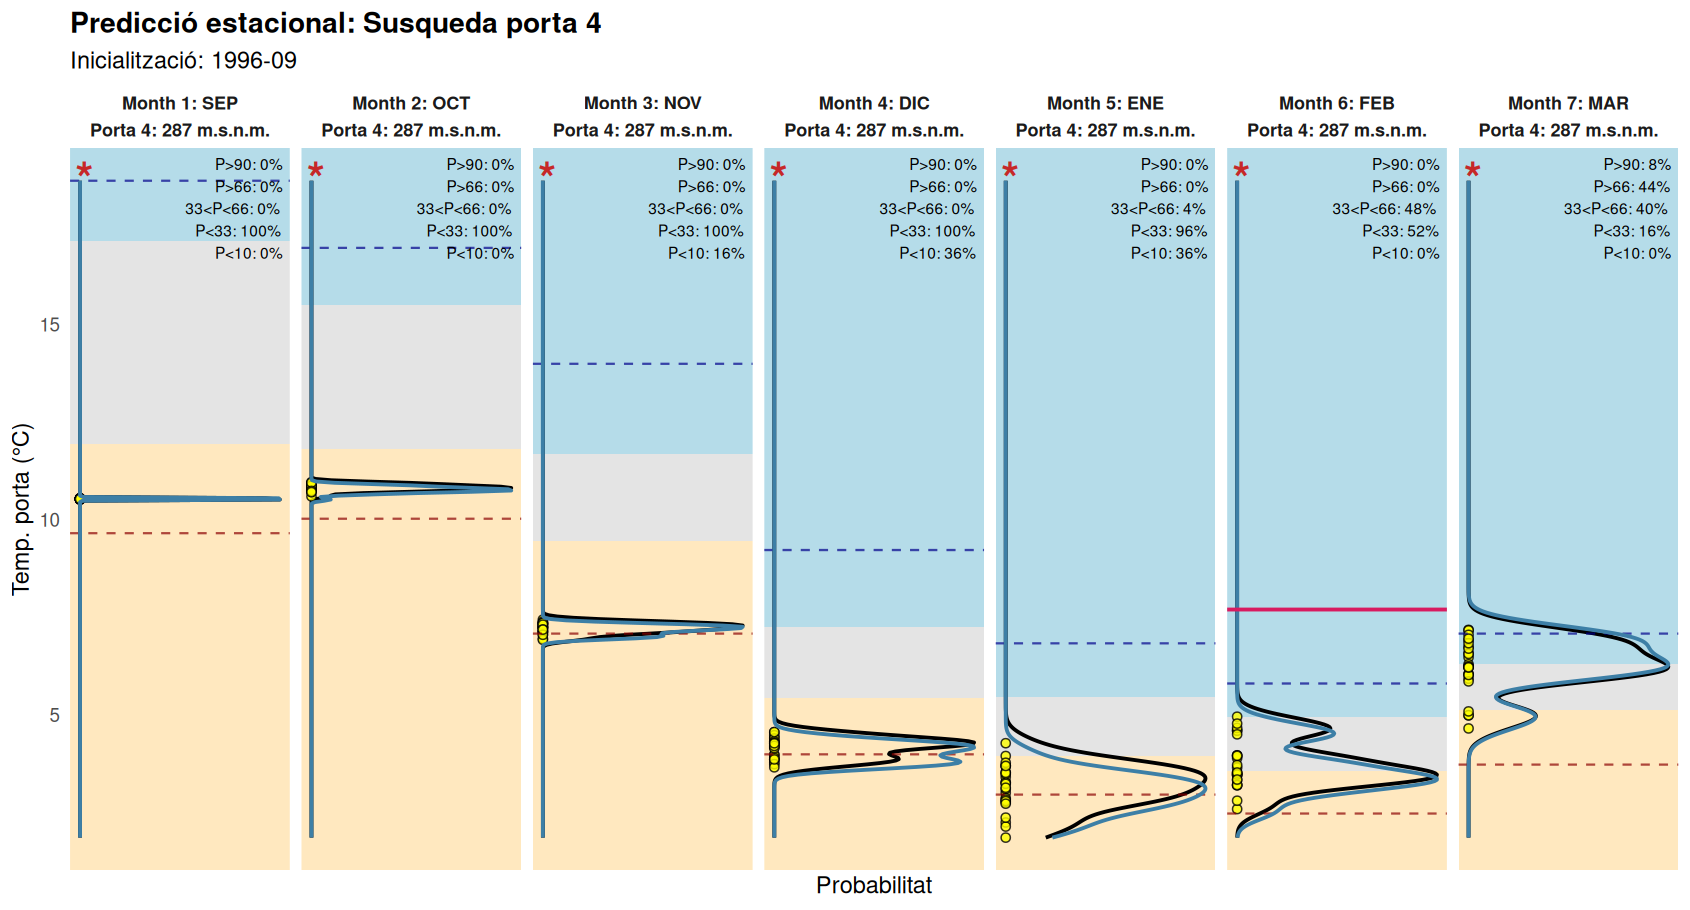 Predicció estacional: Susqueda porta 4
Inicialització: 1996-09
Month 1: SEP
Porta 4: 287 m.s.n.m.
Month 2: OCT
Porta 4: 287 m.s.n.m.
Month 3: NOV
Porta 4: 287 m.s.n.m.
Month 4: DIC
Porta 4: 287 m.s.n.m.
Month 5: ENE
Porta 4: 287 m.s.n.m.
Month 6: FEB
Porta 4: 287 m.s.n.m.
Month 7: MAR
Porta 4: 287 m.s.n.m.
*
P>90: 0%
P>66: 0%
33<P<66: 0%
P<33: 100%
P<10: 0%
*
P>90: 0%
P>66: 0%
33<P<66: 0%
P<33: 100%
P<10: 0%
*
P>90: 0%
P>66: 0%
33<P<66: 0%
P<33: 100%
P<10: 16%
*
P>90: 0%
P>66: 0%
33<P<66: 0%
P<33: 100%
P<10: 36%
*
P>90: 0%
P>66: 0%
33<P<66: 4%
P<33: 96%
P<10: 36%
*
P>90: 0%
P>66: 0%
33<P<66: 48%
P<33: 52%
P<10: 0%
*
P>90: 8%
P>66: 44%
33<P<66: 40%
P<33: 16%
P<10: 0%
15
10
5
Temp. porta (°C)
Probabilitat